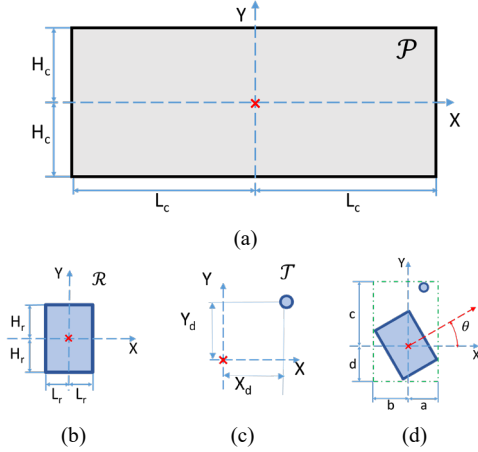 Y
𝒫
H_c
H_c
X
L_c
L_c
(a)
Y
ℛ
H_r
H_r
X
L_r
L_r
(b)
Y
𝒯
Y_d
X
X_d
(c)
Y
c
θ
X
d
b
a
(d)